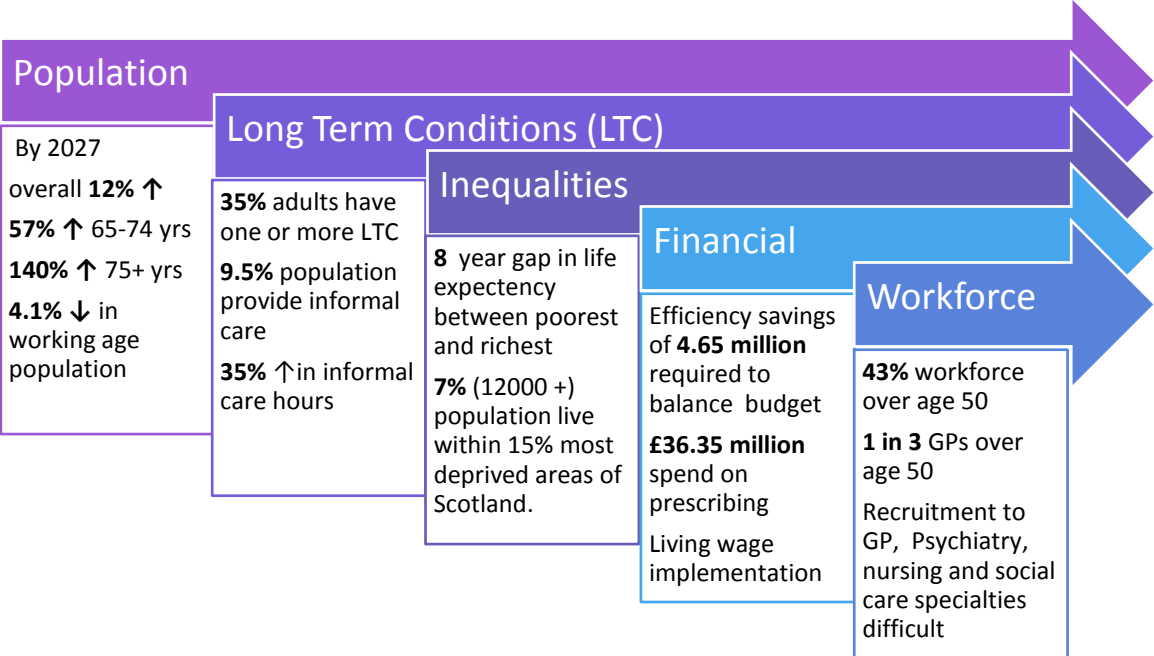 Population
By 2027
overall 12% ↑
57% ↑ 65-74 yrs
140% ↑ 75+ yrs
4.1% ↓ in
working age
population
Long Term Conditions (LTC)
35% adults have
one or more LTC
9.5% population
provide informal
care
35% ↑in informal
care hours
Inequalities
8 year gap in life
expectency
between poorest
and richest
7% (12000 +)
population live
within 15% most
deprived areas of
Scotland.
Financial
Efficiency savings
of 4.65 million
required to
balance budget
£36.35 million
spend on
prescribing
Living wage
implementation
Workforce
43% workforce
over age 50
1 in 3 GPs over
age 50
Recruitment to
GP, Psychiatry,
nursing and social
care specialties
difficult